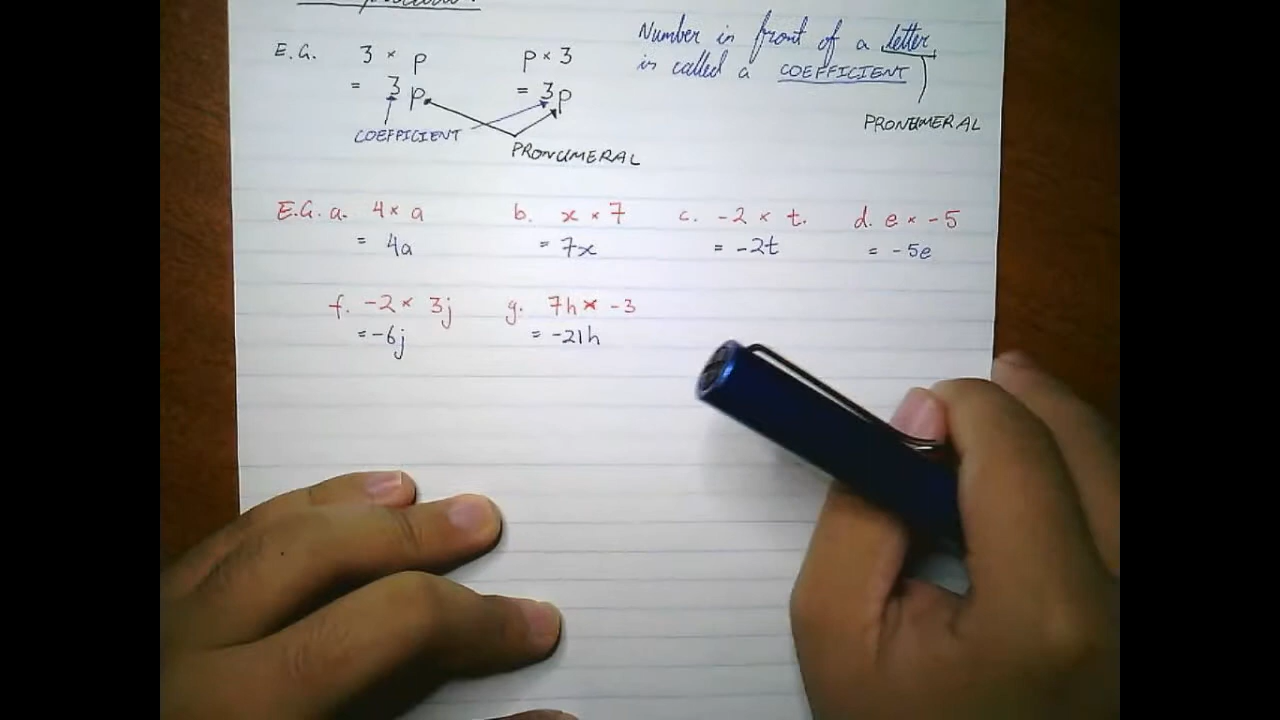 Number in front of a letter,
is called a COEFFICIENT
PRONUMERAL
E.G. 3 × p p × 3
= 3p = 3p
COEFFICIENT
PRONUMERAL
E.G. a. 4 × a b. x × 7 c. -2 × t. d. e × -5
= 4a = 7x = -2t = -5e
f. -2 × 3j g. 7h × -3
= -6j = -21h